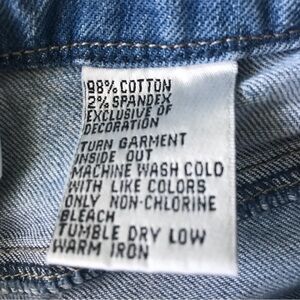 98% COTTON
2% SPANDEX
EXCLUSIVE OF
DECORATION
TURN GARMENT
INSIDE OUT
MACHINE WASH COLD
WITH LIKE COLORS
ONLY NON-CHLORINE
BLEACH
TUMBLE DRY LOW
WARM IRON